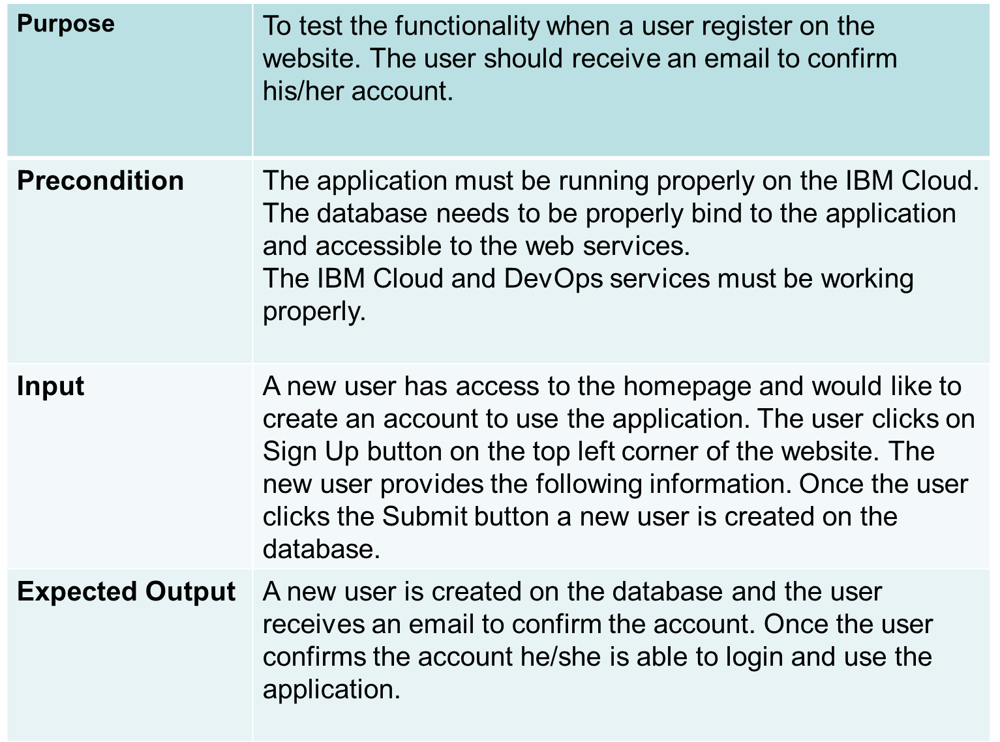 Purpose
To test the functionality when a user register on the
website. The user should receive an email to confirm
his/her account.
Precondition
The application must be running properly on the IBM Cloud.
The database needs to be properly bind to the application
and accessible to the web services.
The IBM Cloud and DevOps services must be working
properly.
Input
A new user has access to the homepage and would like to
create an account to use the application. The user clicks on
Sign Up button on the top left corner of the website. The
new user provides the following information. Once the user
clicks the Submit button a new user is created on the
database.
Expected Output
A new user is created on the database and the user
receives an email to confirm the account. Once the user
confirms the account he/she is able to login and use the
application.